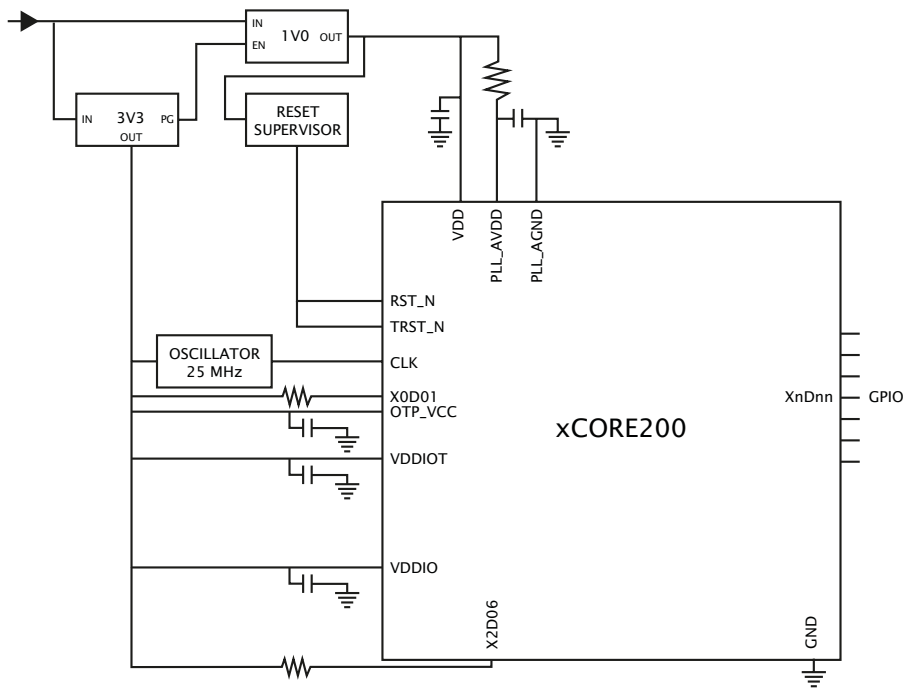 IN
1V0 OUT
EN
IN 3V3 PG
OUT
RESET
SUPERVISOR
VDD
PLL_AVDD
PLL_AGND
RST_N
TRST_N
OSCILLATOR
25 MHz
CLK
X0D01
OTP_VCC
XnDnn GPIO
xCORE200
VDDIOT
VDDIO
X2D06
GND